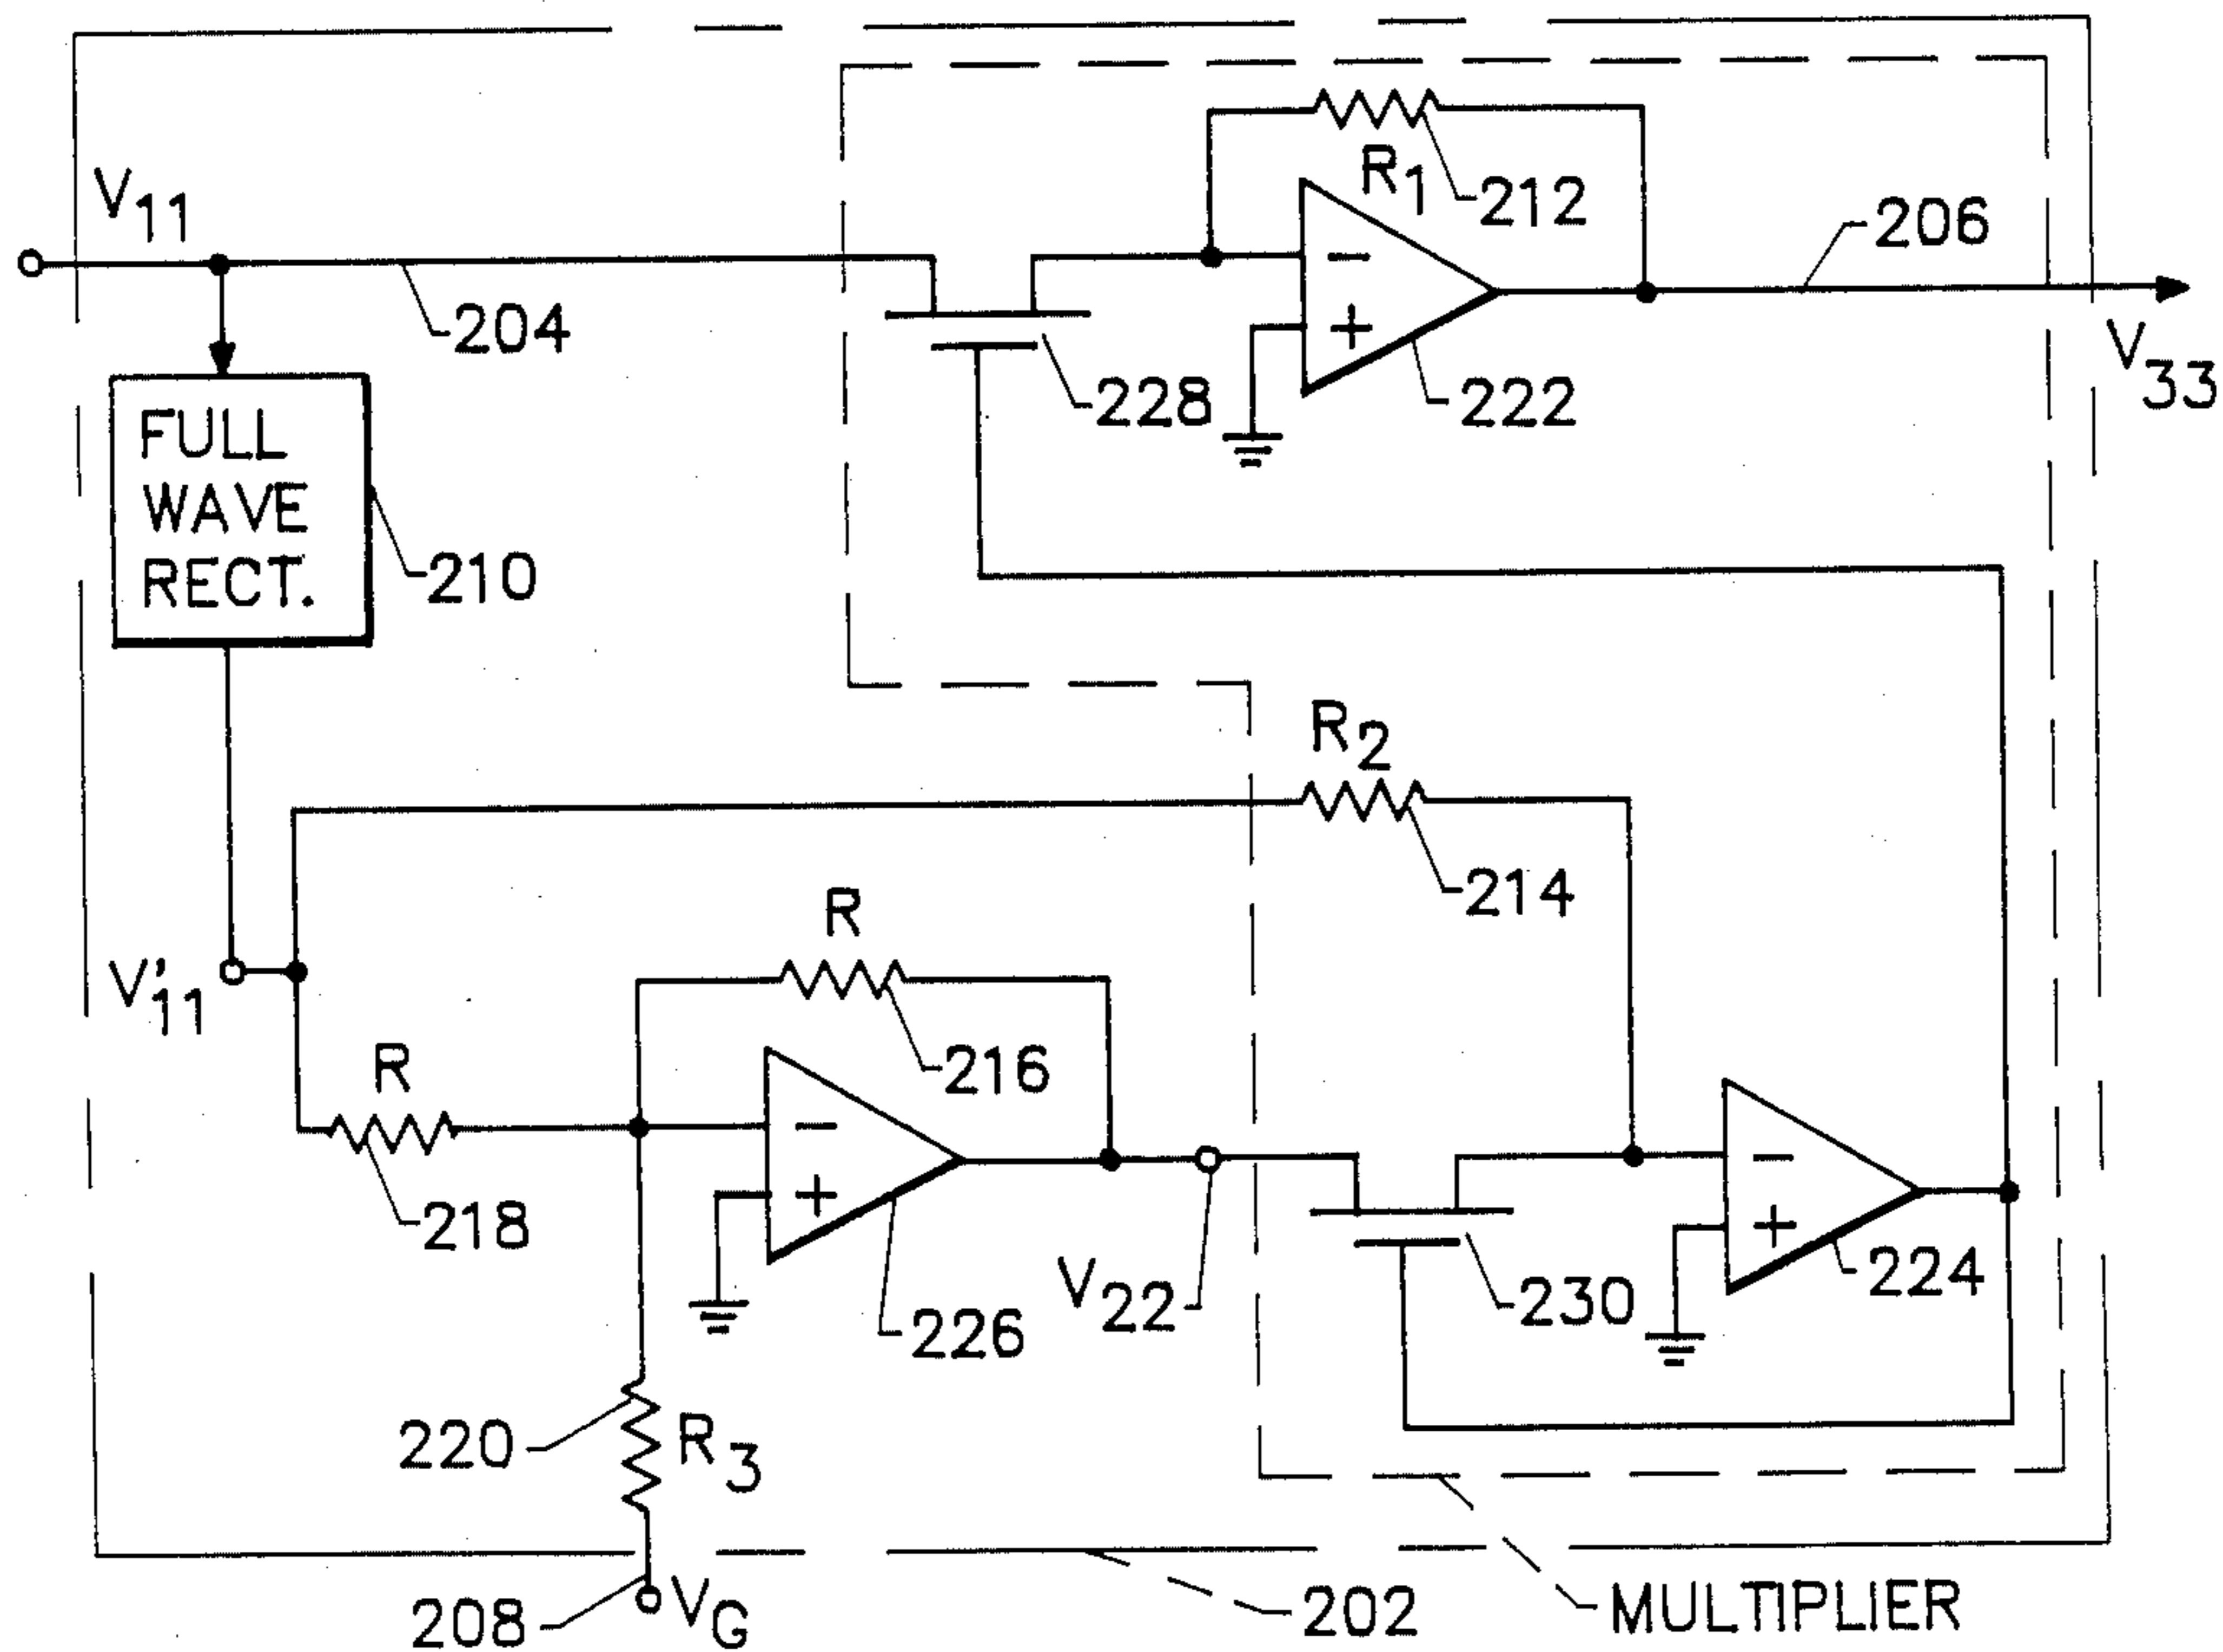 V11
R1
212
206
204
228
222
V33
FULL
WAVE
RECT.
210
R2
214
R
V'11
216
R
218
V22
230
224
226
220
R3
208
VG
202
MULTIPLIER
−
+
−
+
−
+